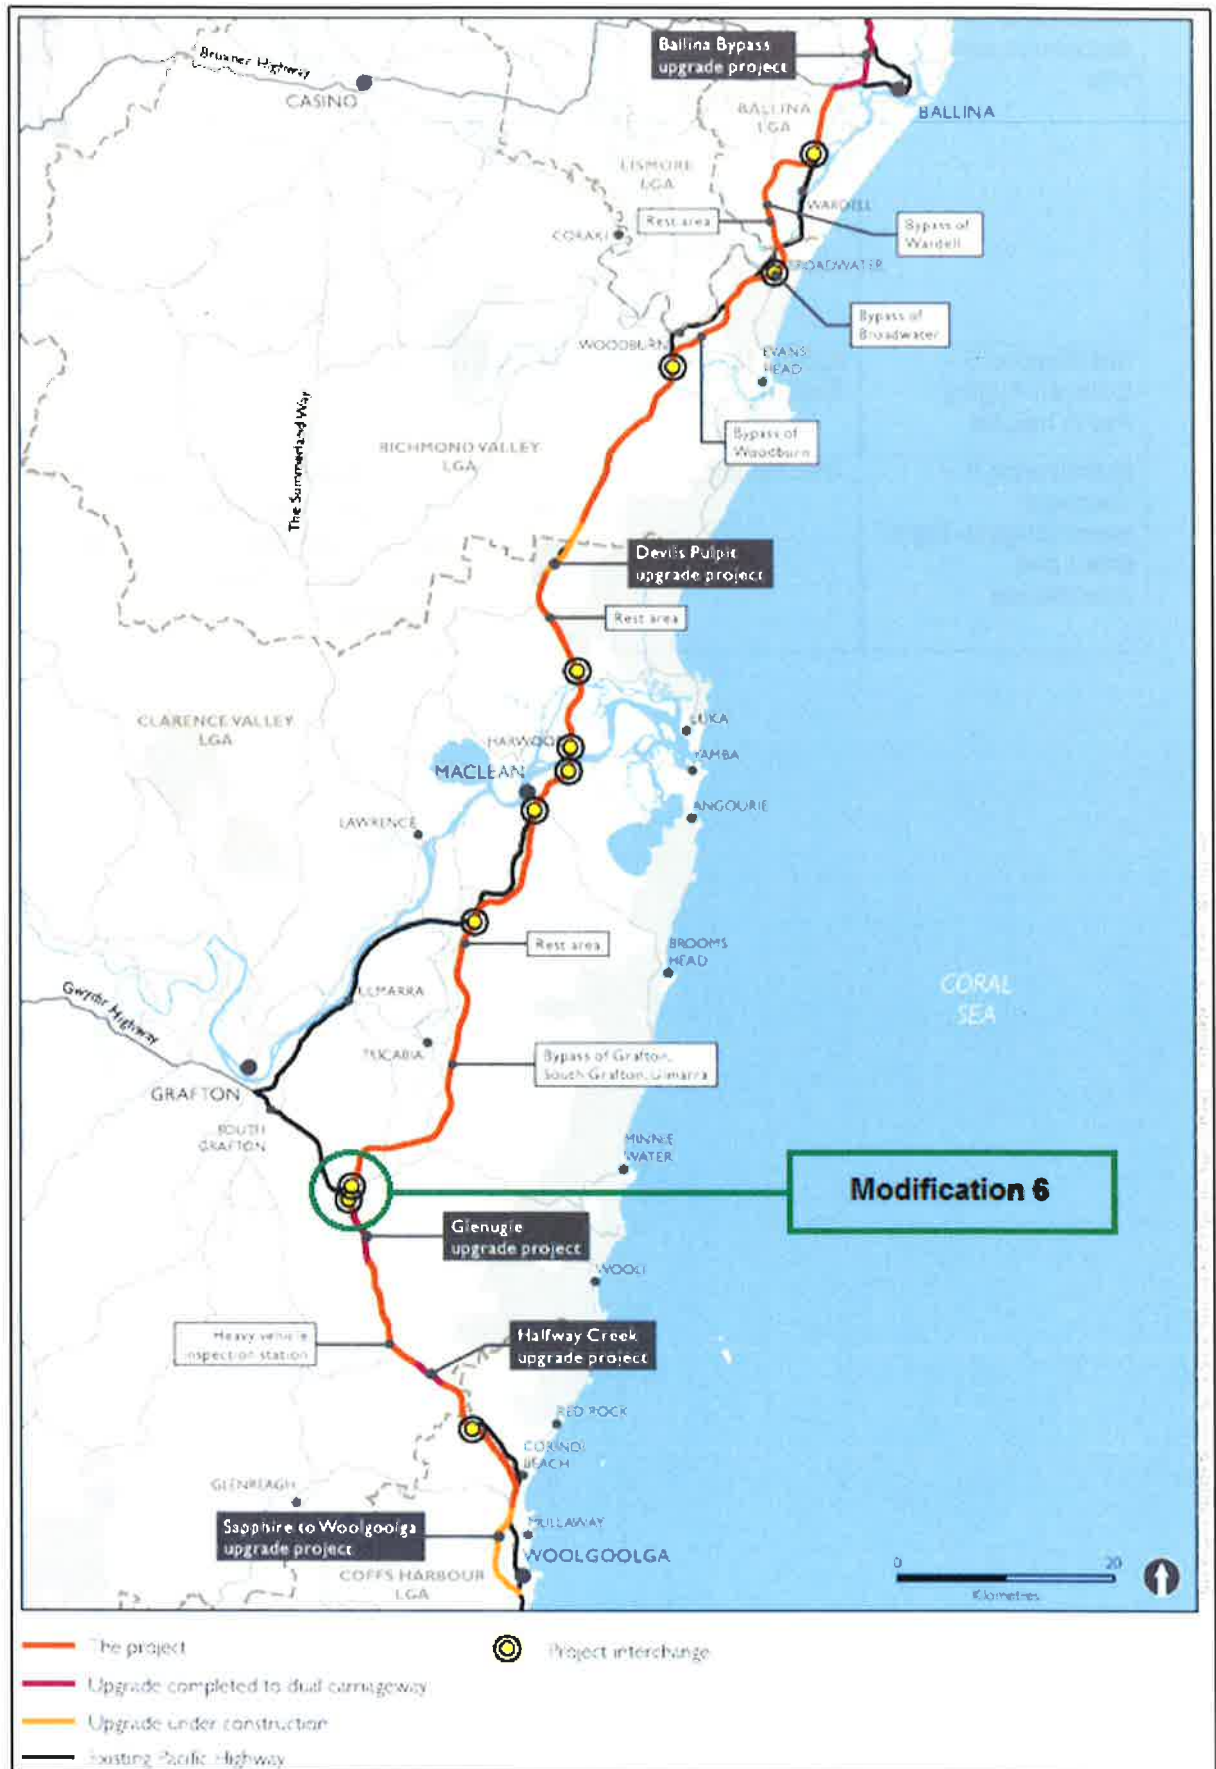 Ballina Bypass
upgrade project
Bruxner Highway
CASINO
BALLINA
BALLINA
LGA
LISMORE
LGA
WARDELL
Rest area
Bypass of
Wardell
CORAKI
BROADWATER
Bypass of
Broadwater
WOODBURN
EVANS
HEAD
Bypass of
Woodburn
The Summerland Way
RICHMOND VALLEY
LGA
Devils Pulpit
upgrade project
Rest area
CLARENCE VALLEY
LGA
ILUKA
HARWOOD
YAMBA
MACLEAN
ANGOURIE
LAWRENCE
Rest area
BROOMS
HEAD
CORAL
SEA
Gwydir Highway
ULMARRA
TUCABIA
Bypass of Grafton,
South Grafton, Ulmarra
GRAFTON
SOUTH
GRAFTON
MINNIE
WATER
Modification 6
Glenugie
upgrade project
WOOLI
Heavy vehicle
inspection station
Halfway Creek
upgrade project
RED ROCK
CORINDI
BEACH
GLENREAGH
Sapphire to Woolgoolga
upgrade project
MULLAWAY
WOOLGOOLGA
COFFS HARBOUR
LGA
0 20
Kilometres
The project
Project interchange
Upgrade completed to dual carriageway
Upgrade under construction
Existing Pacific Highway